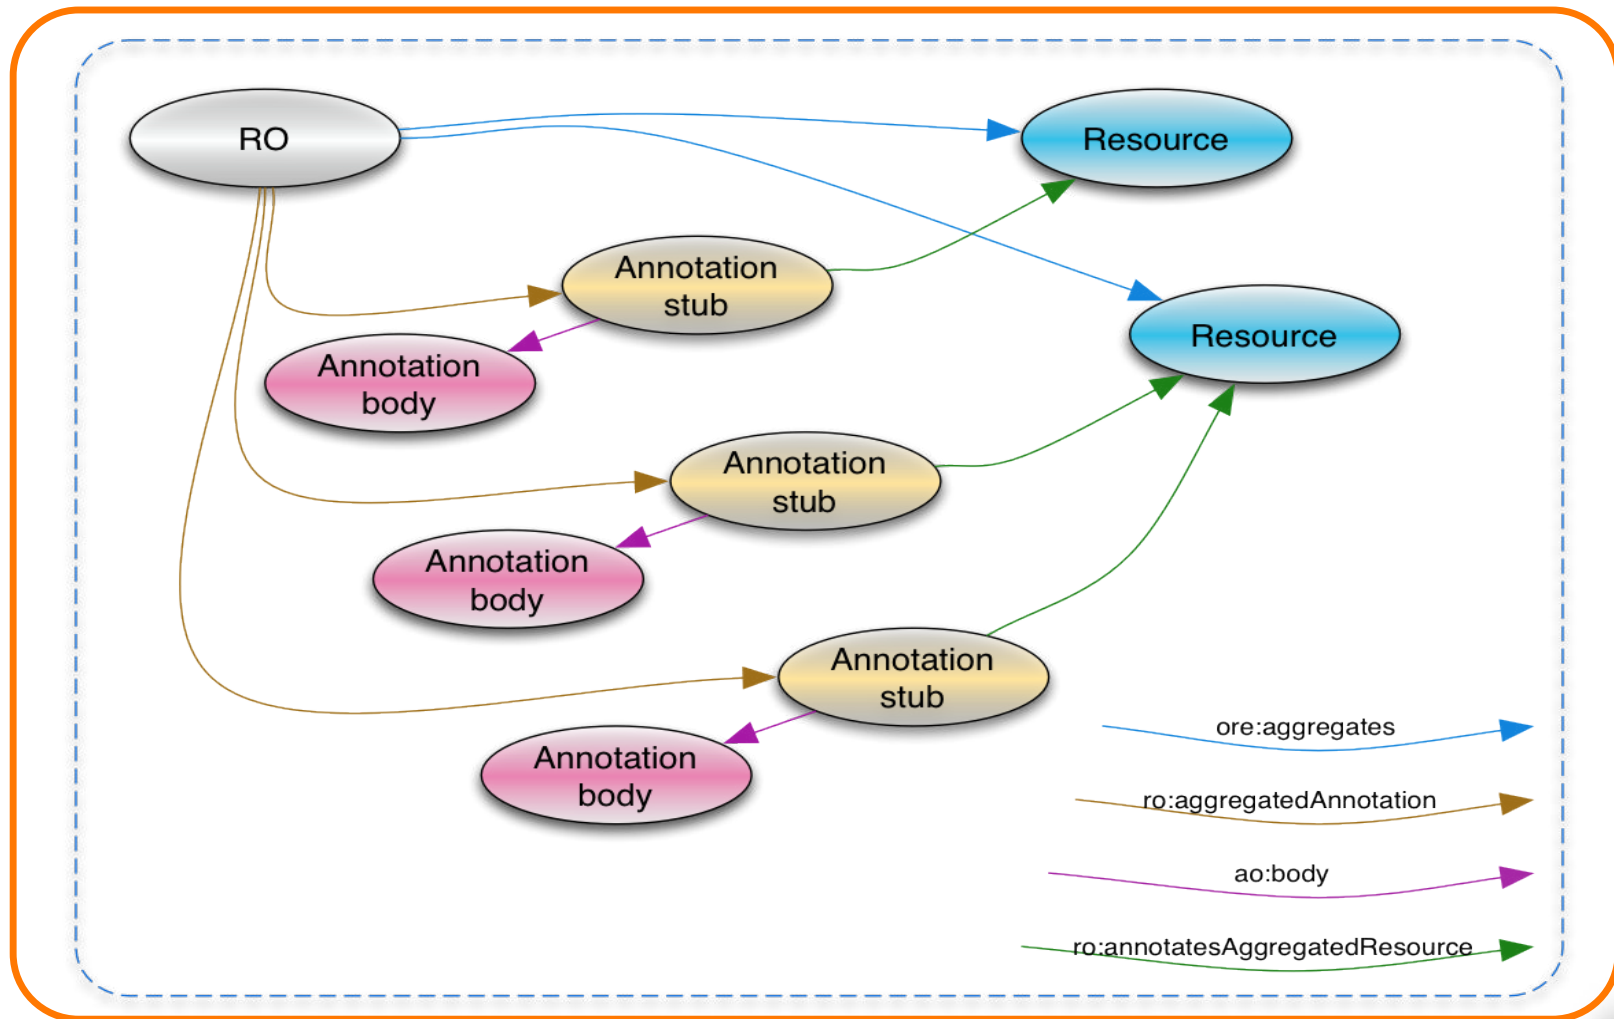 RO
Resource
Annotation
stub
Resource
Annotation
body
Annotation
stub
Annotation
body
Annotation
stub
Annotation
body
ore:aggregates
ro:aggregatedAnnotation
ao:body
ro:annotatesAggregatedResource